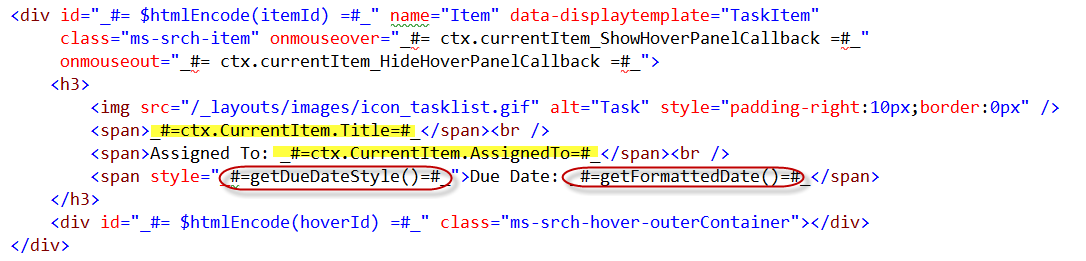 <div id="_#= $htmlEncode(itemId) =#_" name="Item" data-displaytemplate="TaskItem"
class="ms-srch-item" onmouseover="_#= ctx.currentItem_ShowHoverPanelCallback =#_"
onmouseout="_#= ctx.currentItem_HideHoverPanelCallback =#_">
<h3>
<img src="/_layouts/images/icon_tasklist.gif" alt="Task" style="padding-right:10px;border:0px" />
<span>_#=ctx.CurrentItem.Title=#_</span><br />
<span>Assigned To: _#=ctx.CurrentItem.AssignedTo=#_</span><br />
<span style="_#=getDueDateStyle()=#_">Due Date: _#=getFormattedDate()=#_</span>
</h3>
<div id="_#= $htmlEncode(hoverId) =#_" class="ms-srch-hover-outerContainer"></div>
</div>